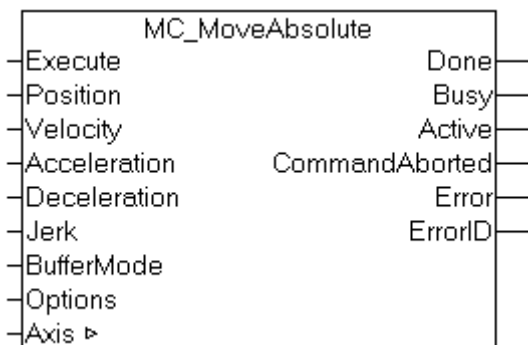 MC_MoveAbsolute
Execute Done
Position Busy
Velocity Active
Acceleration CommandAborted
Deceleration Error
Jerk ErrorID
BufferMode
Options
Axis